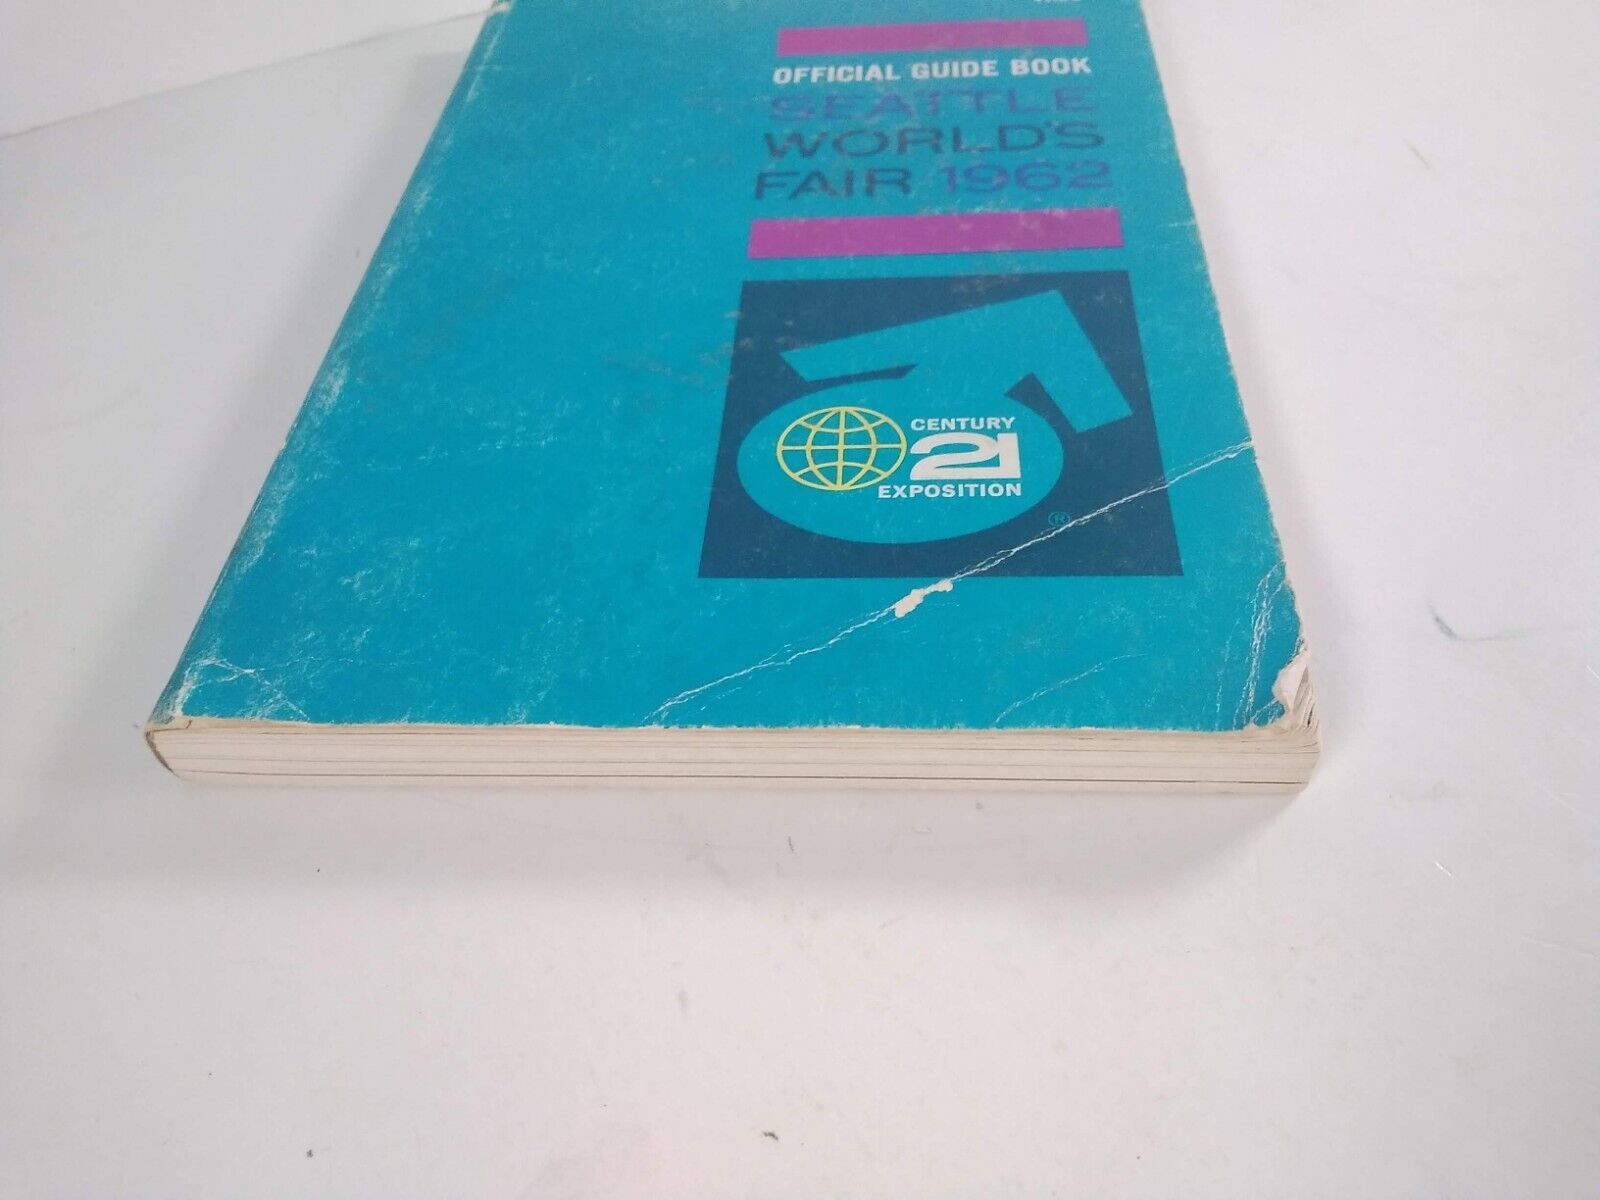 OFFICIAL GUIDE BOOK
SEATTLE
WORLD'S
FAIR 1962
CENTURY
21
EXPOSITION
®